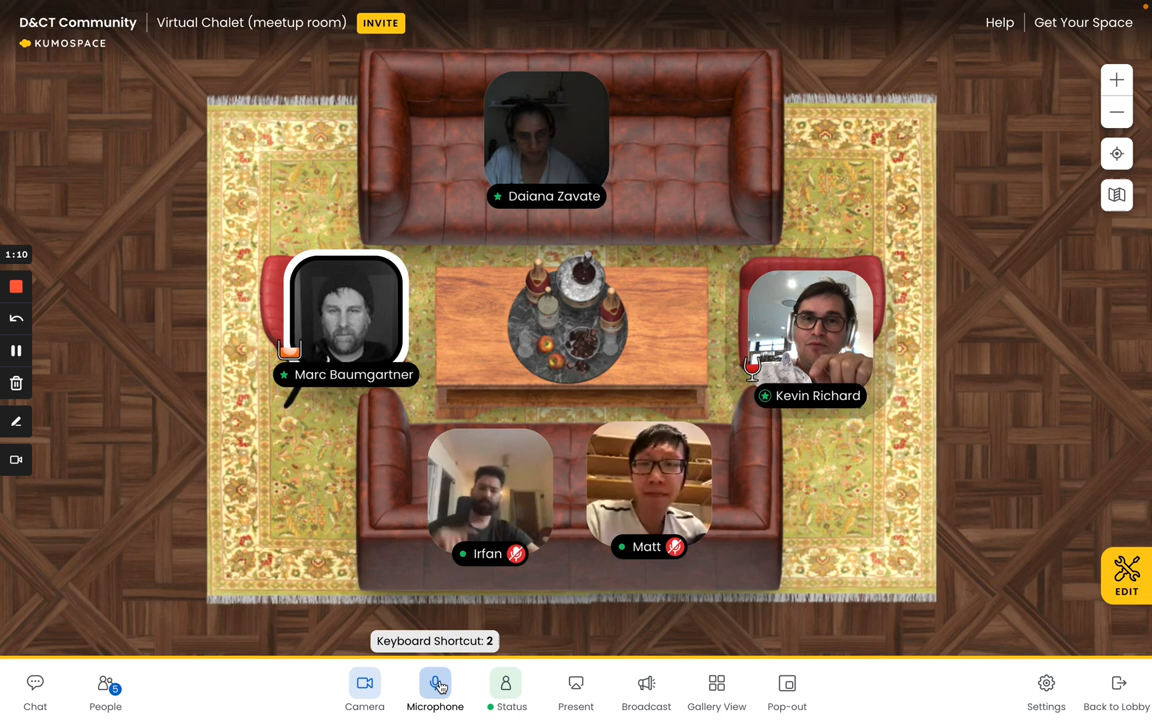 D&CT Community
Virtual Chalet (meetup room)
INVITE
Help
Get Your Space
KUMOSPACE
Daiana Zavate
1:10
Marc Baumgartner
Kevin Richard
Irfan
Matt
EDIT
Keyboard Shortcut: 2
5
Chat
People
Camera
Microphone
Status
Present
Broadcast
Gallery View
Pop-out
Settings
Back to Lobby